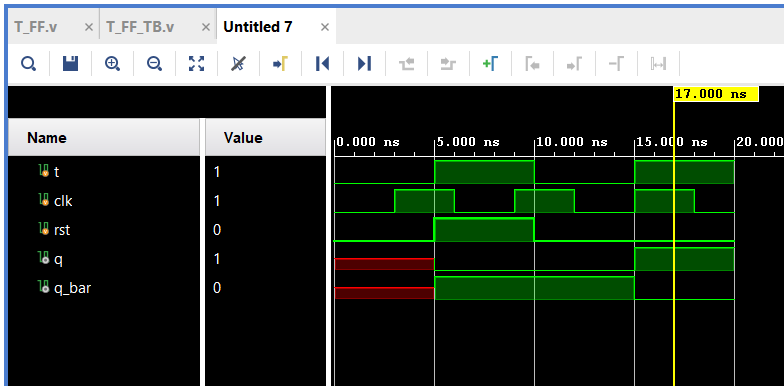 T_FF.v × T_FF_TB.v × Untitled 7 ×
17.000 ns
Name Value
0.000 ns 5.000 ns 10.000 ns 15.000 ns 20.000
t 1
clk 1
rst 0
q 1
q_bar 0